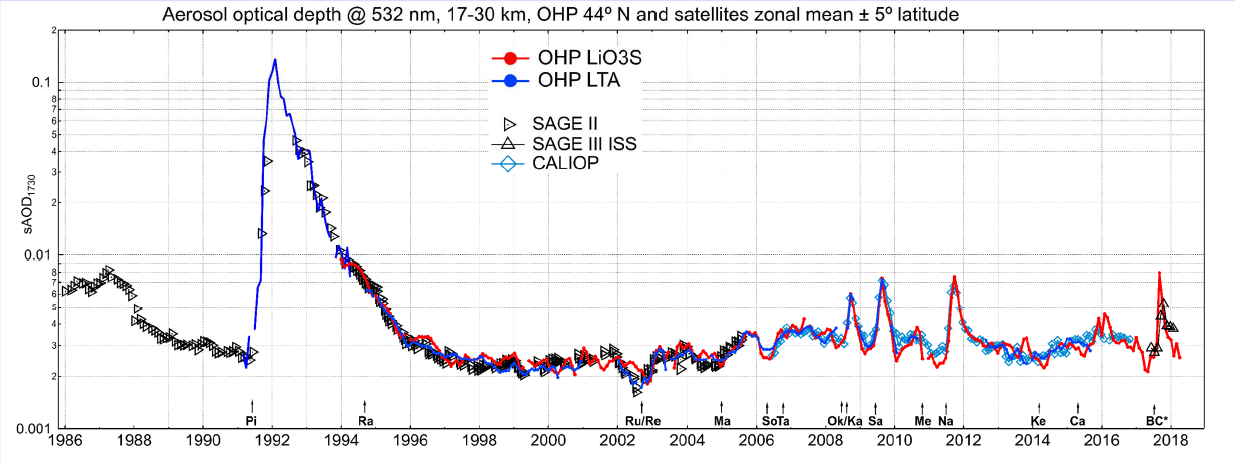 Aerosol optical depth @ 532 nm, 17-30 km, OHP 44º N and satellites zonal mean ± 5º latitude
2
OHP LiO3S
OHP LTA
0.1
8
7
6
5
4
3
2
SAGE II
SAGE III ISS
CALIOP
sAOD1730
0.01
8
7
6
5
4
3
2
0.001
Pi Ra Ru/Re Ma SoTa Ok/Ka Sa Me Na Ke Ca BC*
1986 1988 1990 1992 1994 1996 1998 2000 2002 2004 2006 2008 2010 2012 2014 2016 2018